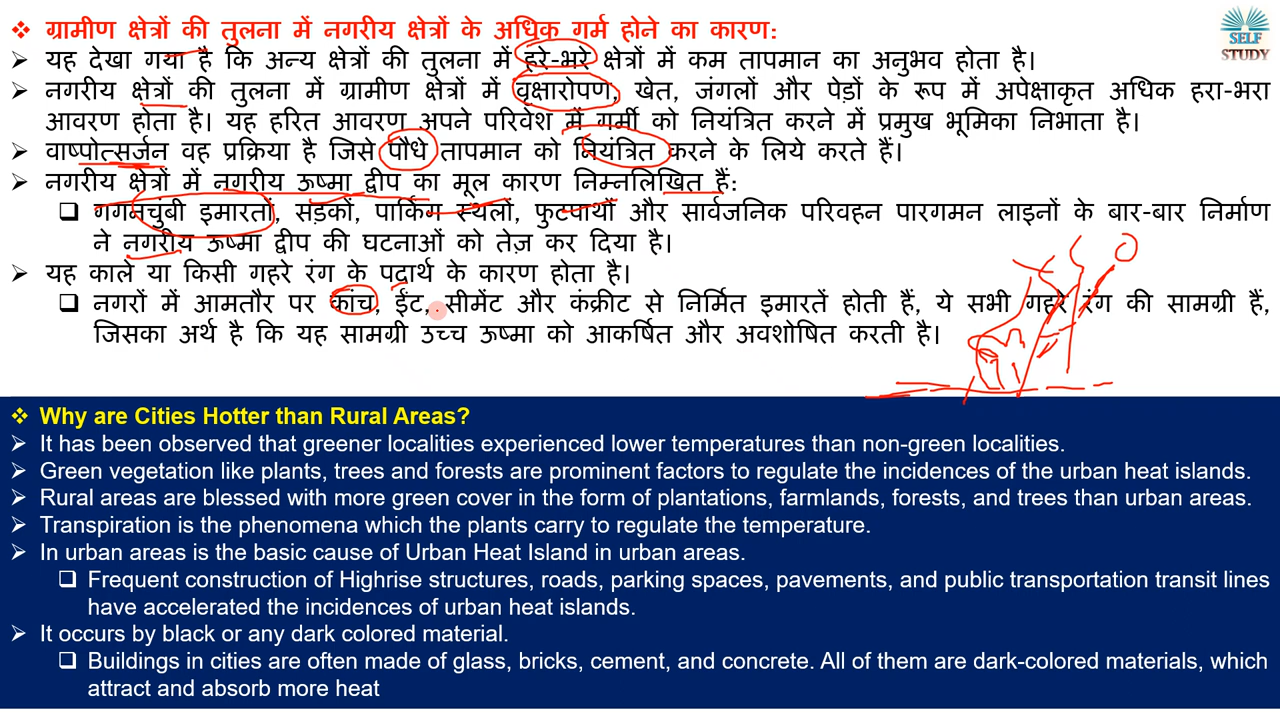 ❖ ग्रामीण क्षेत्रों की तुलना में नगरीय क्षेत्रों के अधिक गर्म होने का कारण:
SELF
STUDY
➢ यह देखा गया है कि अन्य क्षेत्रों की तुलना में हरे-भरे क्षेत्रों में कम तापमान का अनुभव होता है।
➢ नगरीय क्षेत्रों की तुलना में ग्रामीण क्षेत्रों में वृक्षारोपण, खेत, जंगलों और पेड़ों के रूप में अपेक्षाकृत अधिक हरा-भरा
आवरण होता है। यह हरित आवरण अपने परिवेश में गर्मी को नियंत्रित करने में प्रमुख भूमिका निभाता है।
➢ वाष्पोत्सर्जन वह प्रक्रिया है जिसे पौधे तापमान को नियंत्रित करने के लिये करते हैं।
➢ नगरीय क्षेत्रों में नगरीय ऊष्मा द्वीप का मूल कारण निम्नलिखित हैं:
❑ गगनचुंबी इमारतों, सड़कों, पार्किंग स्थलों, फुटपाथों और सार्वजनिक परिवहन पारगमन लाइनों के बार-बार निर्माण
ने नगरीय ऊष्मा द्वीप की घटनाओं को तेज़ कर दिया है।
➢ यह काले या किसी गहरे रंग के पदार्थ के कारण होता है।
❑ नगरों में आमतौर पर कांच, ईंट, सीमेंट और कंक्रीट से निर्मित इमारतें होती हैं, ये सभी गहरे रंग की सामग्री हैं,
जिसका अर्थ है कि यह सामग्री उच्च ऊष्मा को आकर्षित और अवशोषित करती है।
❖ Why are Cities Hotter than Rural Areas?
➢ It has been observed that greener localities experienced lower temperatures than non-green localities.
➢ Green vegetation like plants, trees and forests are prominent factors to regulate the incidences of the urban heat islands.
➢ Rural areas are blessed with more green cover in the form of plantations, farmlands, forests, and trees than urban areas.
➢ Transpiration is the phenomena which the plants carry to regulate the temperature.
➢ In urban areas is the basic cause of Urban Heat Island in urban areas.
❑ Frequent construction of Highrise structures, roads, parking spaces, pavements, and public transportation transit lines
have accelerated the incidences of urban heat islands.
➢ It occurs by black or any dark colored material.
❑ Buildings in cities are often made of glass, bricks, cement, and concrete. All of them are dark-colored materials, which
attract and absorb more heat